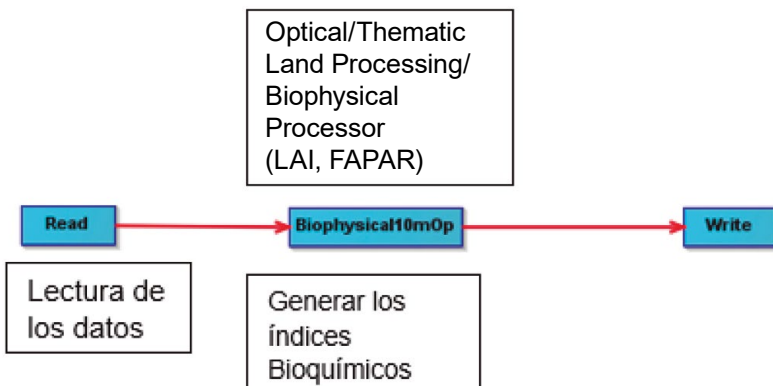 Optical/Thematic
Land Processing/
Biophysical
Processor
(LAI, FAPAR)
Read
Biophysical10mOp
Write
Lectura de
los datos
Generar los
índices
Bioquímicos